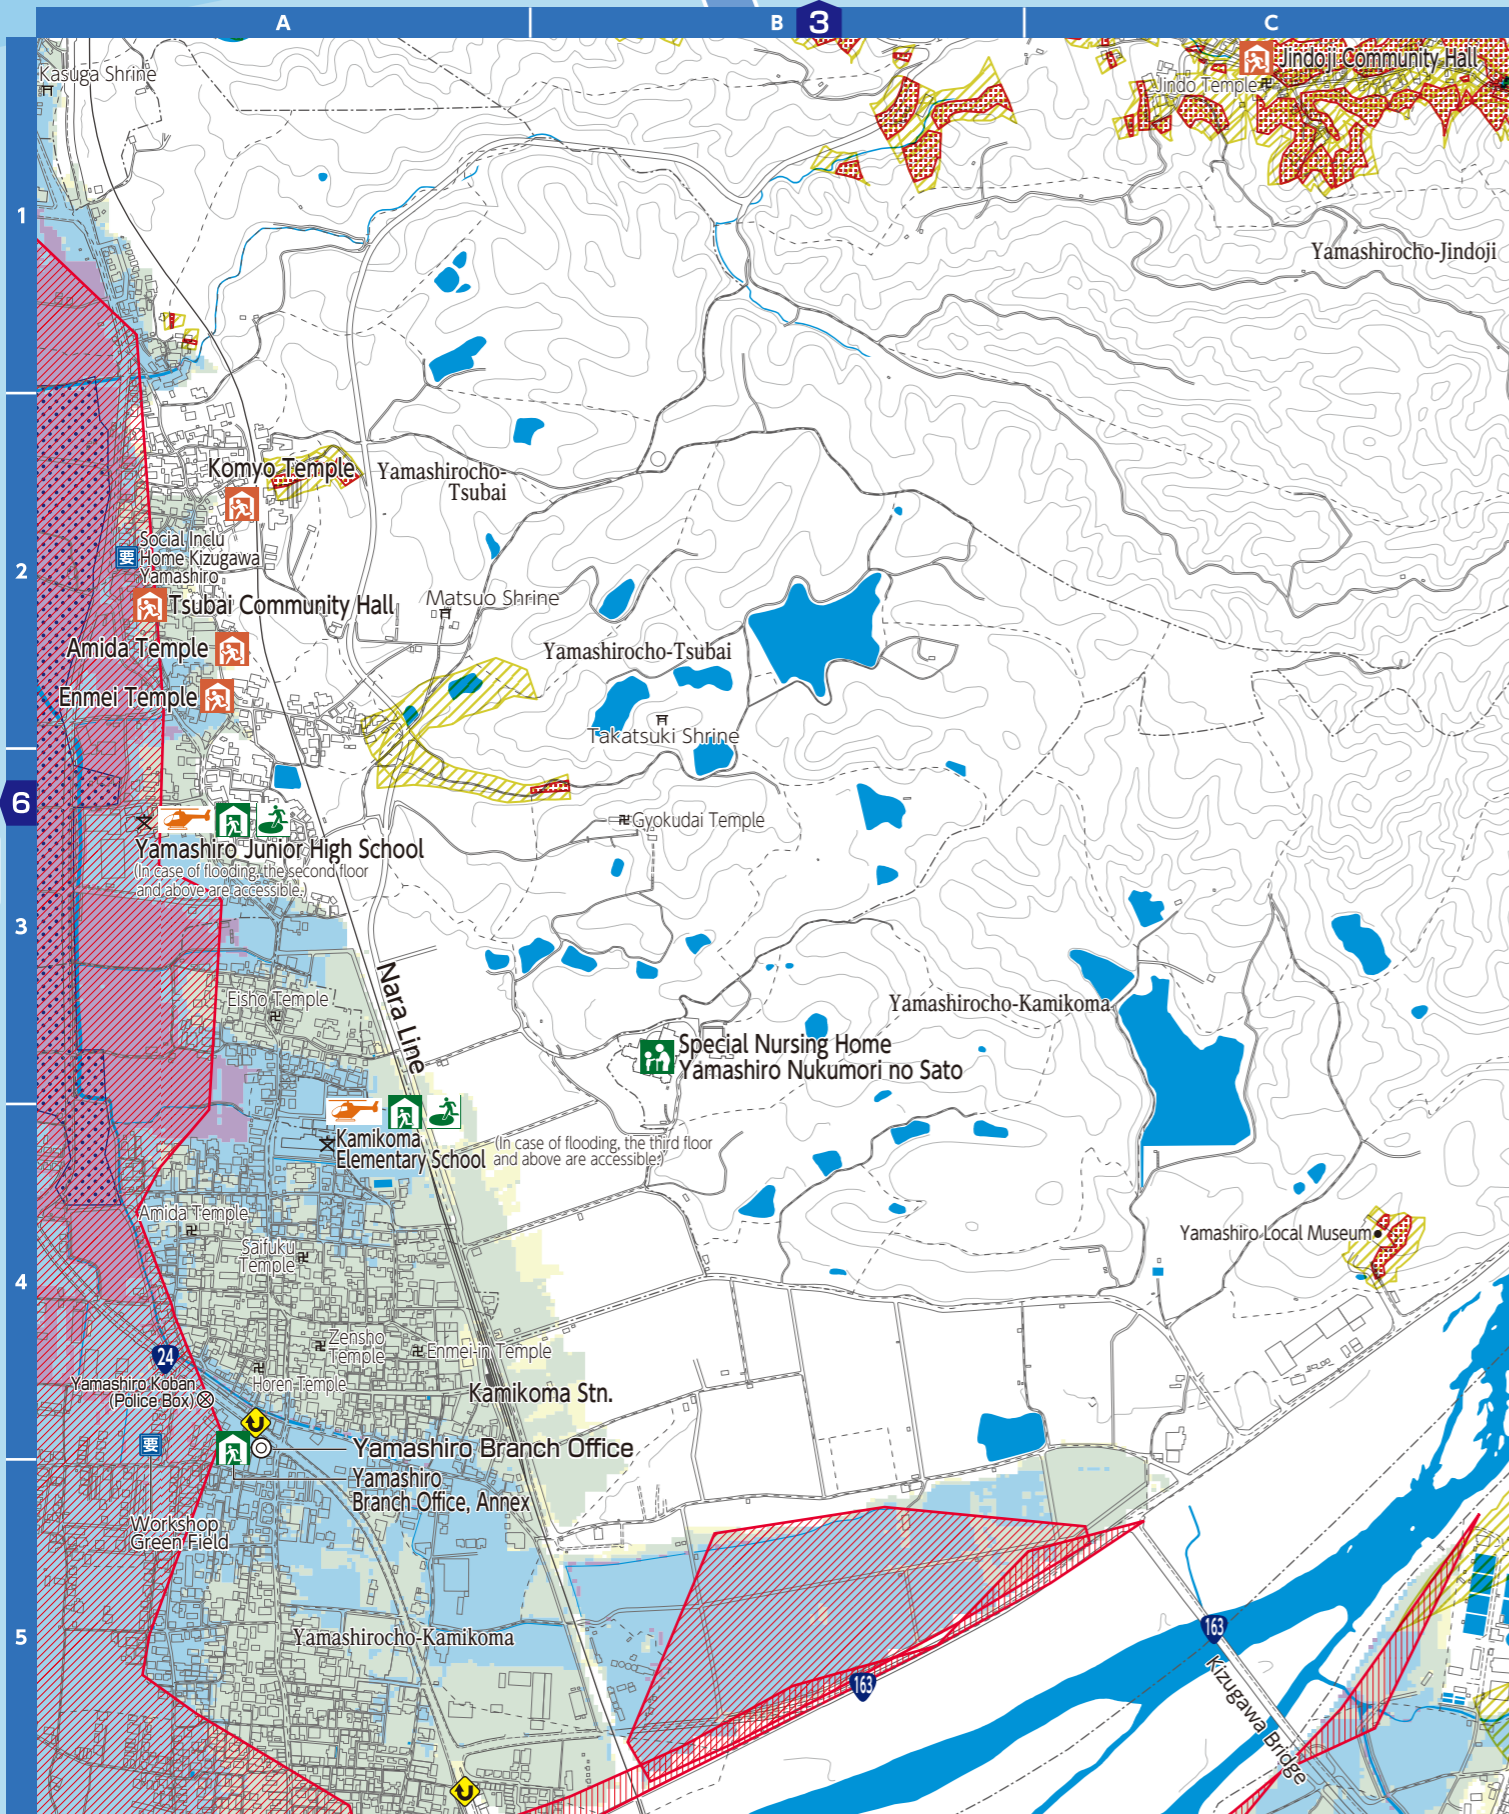 A
B
3
C
Kasuga Shrine
Jindoji Community Hall
Jindo Temple
1
Yamashirocho-Jindoji
Komyo Temple
Yamashirocho-
Tsubai
Social Inclu
Home Kizugawa
Yamashiro
要
2
Tsubai Community Hall
Matsuo Shrine
Amida Temple
Yamashirocho-Tsubai
Enmei Temple
Takatsuki Shrine
6
Gyokudai Temple
Yamashiro Junior High School
(In case of flooding, the second floor
and above are accessible.)
3
Nara Line
Eisho Temple
Yamashirocho-Kamikoma
Special Nursing Home
Yamashiro Nukumori no Sato
Kamikoma
Elementary School
(In case of flooding, the third floor
and above are accessible.)
Amida Temple
Saifuku
Temple
Yamashiro Local Museum
4
Zensho
Temple
Enmei-in Temple
24
Horen Temple
Yamashiro Koban
(Police Box)
Kamikoma Stn.
要
Yamashiro Branch Office
Yamashiro
Branch Office, Annex
Workshop
Green Field
5
Yamashirocho-Kamikoma
163
163
Kizugawa Bridge